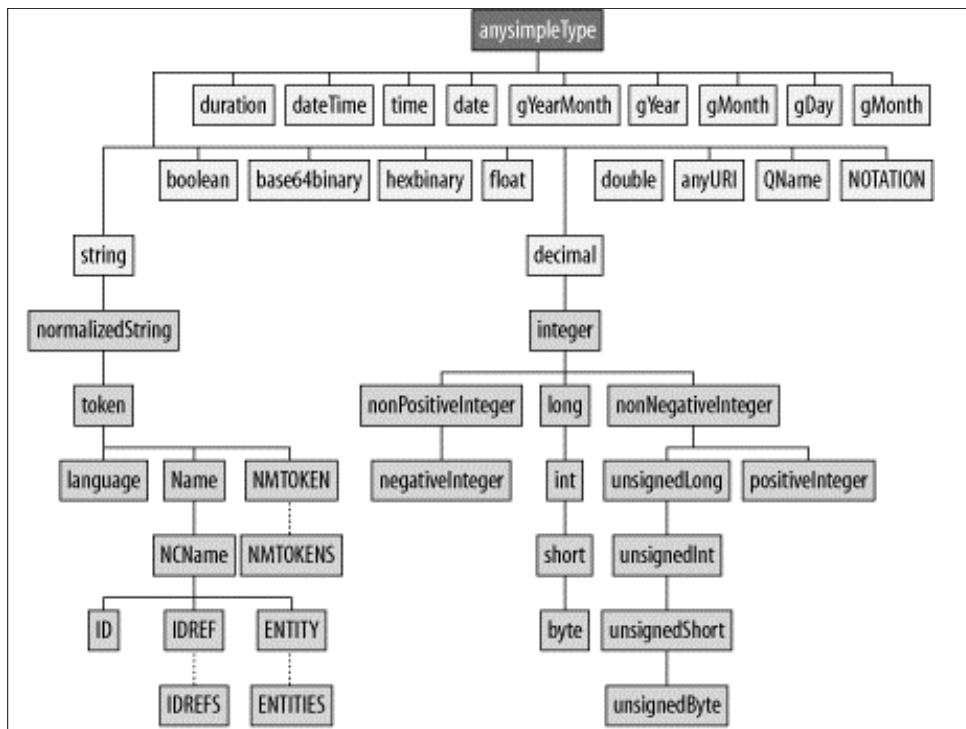 anysimpleType
duration dateTime time date gYearMonth gYear gMonth gDay gMonth
boolean base64binary hexbinary float double anyURI QName NOTATION
string decimal
normalizedString integer
token nonPositiveInteger long nonNegativeInteger
language Name NMTOKEN negativeInteger int unsignedLong positiveInteger
NCName NMTOKENS short unsignedInt
ID IDREF ENTITY byte unsignedShort
IDREFS ENTITIES unsignedByte